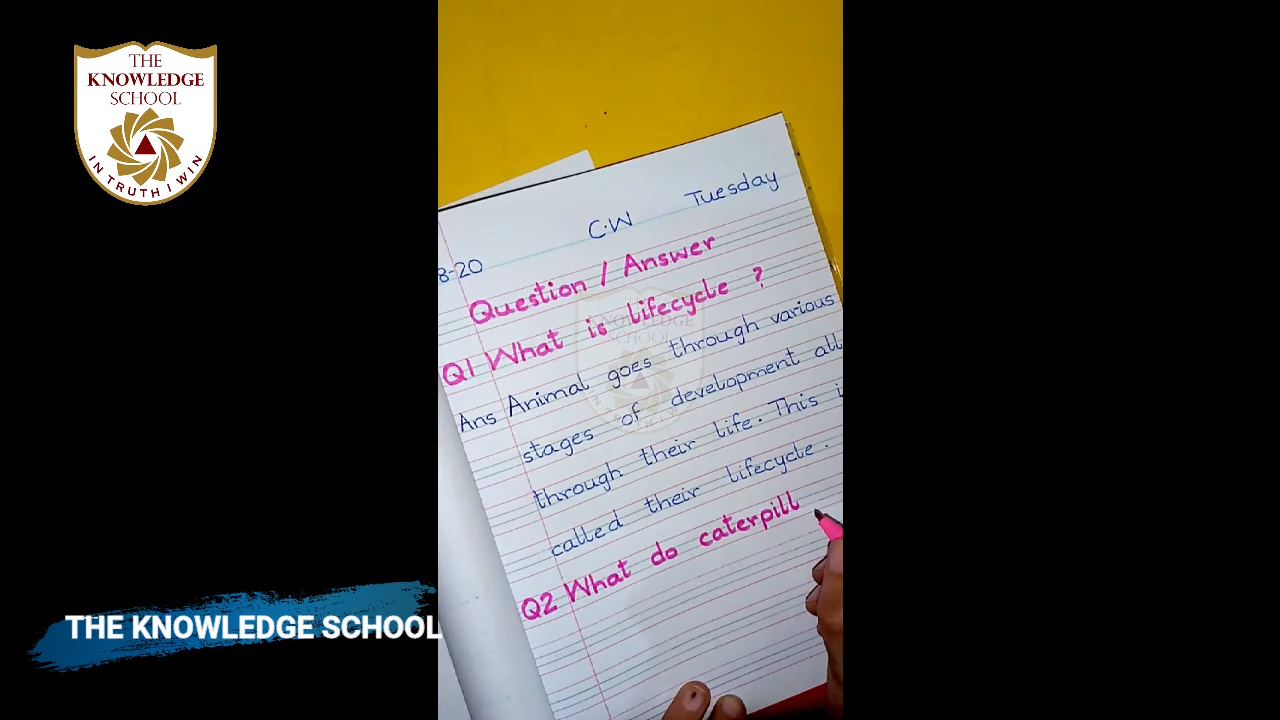 THE
KNOWLEDGE
SCHOOL
IN TRUTH I WIN
C.W Tuesday
8-20
Question / Answer
Q1 What is lifecycle ?
Ans Animal goes through various
stages of development all
through their life. This i
called their lifecycle.
Q2 What do caterpill
THE KNOWLEDGE SCHOOL
KNOWLEDGE
SCHOOL